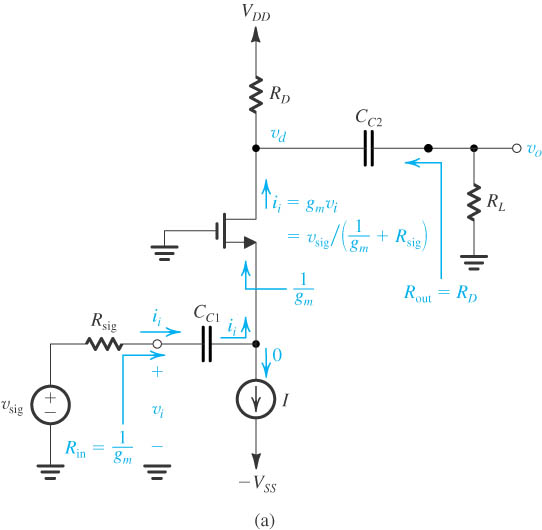 V_DD
R_D
C_C2
v_d
v_o
i_i = g_m v_i
= v_sig/(1/g_m + R_sig)
R_L
1/g_m
R_out = R_D
R_sig
i_i
C_C1
i_i
0
+
+
−
v_sig
v_i
I
R_in = 1/g_m
−
−V_SS
(a)